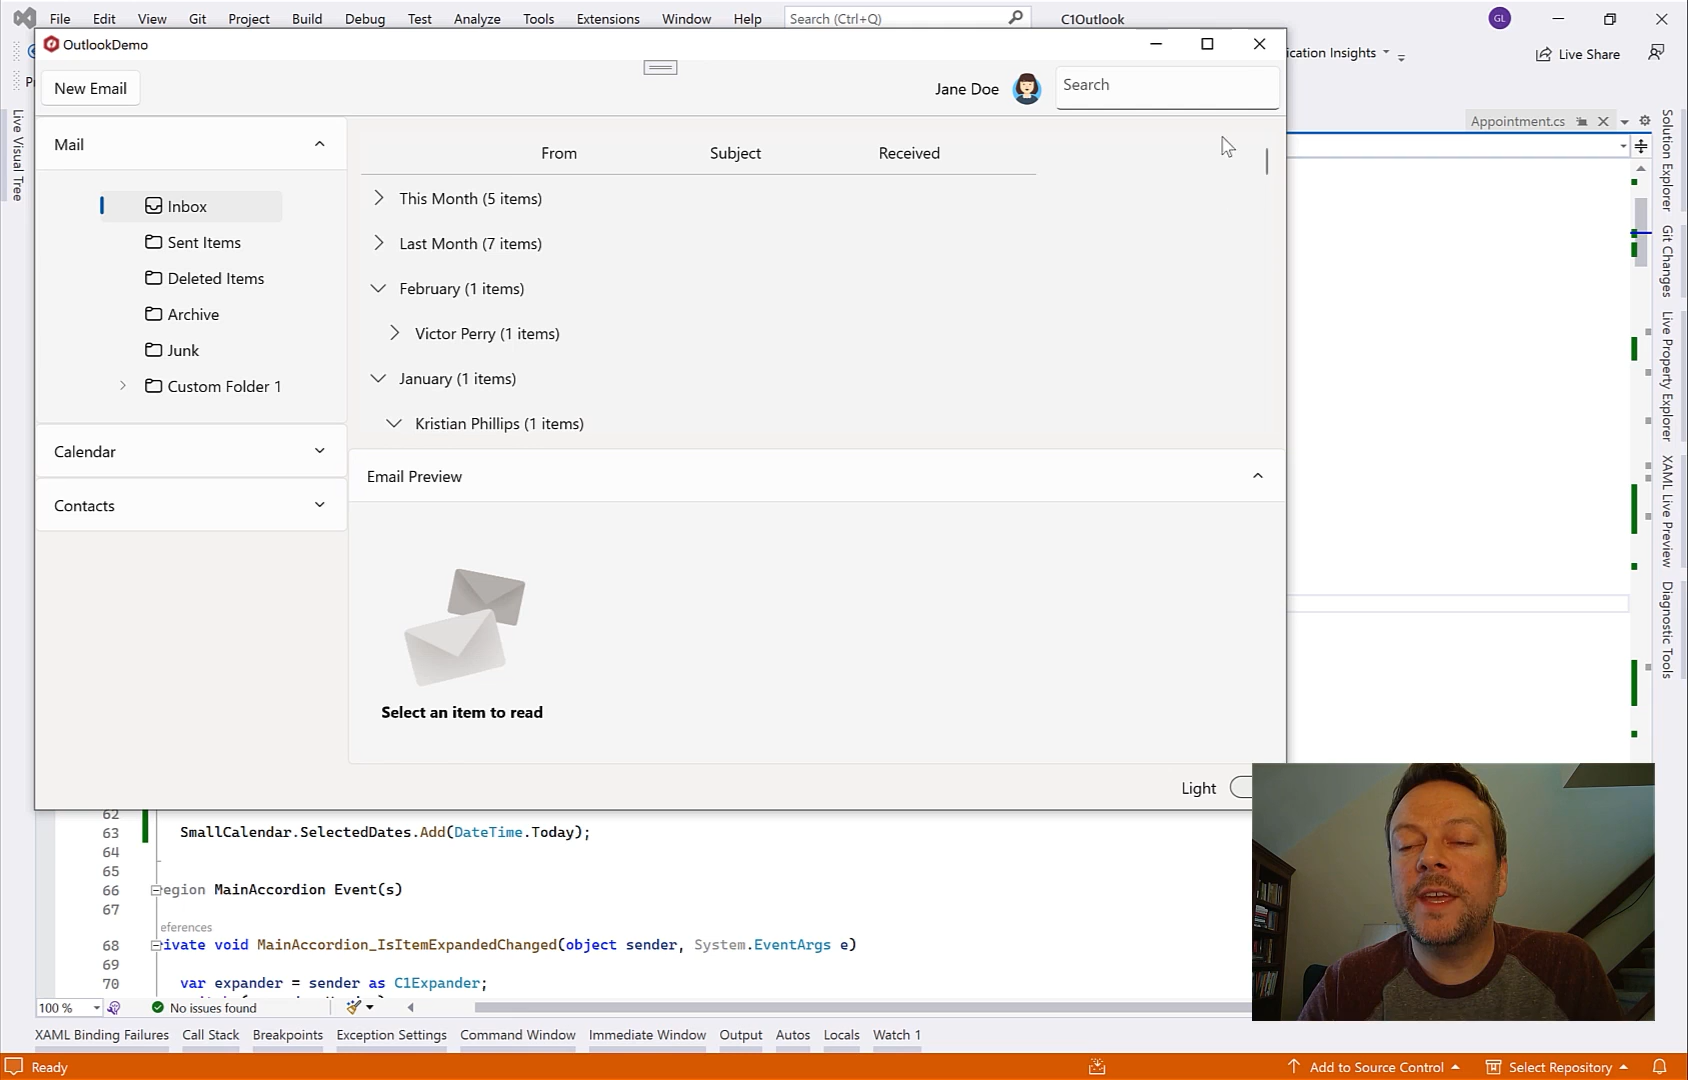 File Edit View Git Project Build Debug Test Analyze Tools Extensions Window Help Search (Ctrl+Q) C1Outlook GL
OutlookDemo
ication Insights
Live Share
New Email
Jane Doe
Search
Appointment.cs
Live Visual Tree
Mail
Inbox
Sent Items
Deleted Items
Archive
Junk
Custom Folder 1
Calendar
Contacts
From Subject Received
This Month (5 items)
Last Month (7 items)
February (1 items)
Victor Perry (1 items)
January (1 items)
Kristian Phillips (1 items)
Email Preview
Select an item to read
Light
Solution Explorer
Git Changes
Live Property Explorer
XAML Live Preview
Diagnostic Tools
62
63 SmallCalendar.SelectedDates.Add(DateTime.Today);
64
65
66 egion MainAccordion Event(s)
67
eferences
68 ivate void MainAccordion_IsItemExpandedChanged(object sender, System.EventArgs e)
69
70 var expander = sender as C1Expander;
100 % No issues found
XAML Binding Failures Call Stack Breakpoints Exception Settings Command Window Immediate Window Output Autos Locals Watch 1
Ready Add to Source Control Select Repository